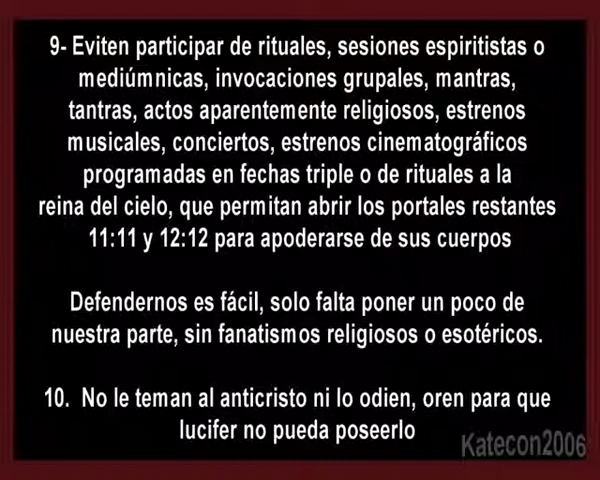 9- Eviten participar de rituales, sesiones espiritistas o
mediúmnicas, invocaciones grupales, mantras,
tantras, actos aparentemente religiosos, estrenos
musicales, conciertos, estrenos cinematográficos
programadas en fechas triple o de rituales a la
reina del cielo, que permitan abrir los portales restantes
11:11 y 12:12 para apoderarse de sus cuerpos
Defendernos es fácil, solo falta poner un poco de
nuestra parte, sin fanatismos religiosos o esotéricos.
10. No le teman al anticristo ni lo odien, oren para que
lucifer no pueda poseerlo
Katecon2006